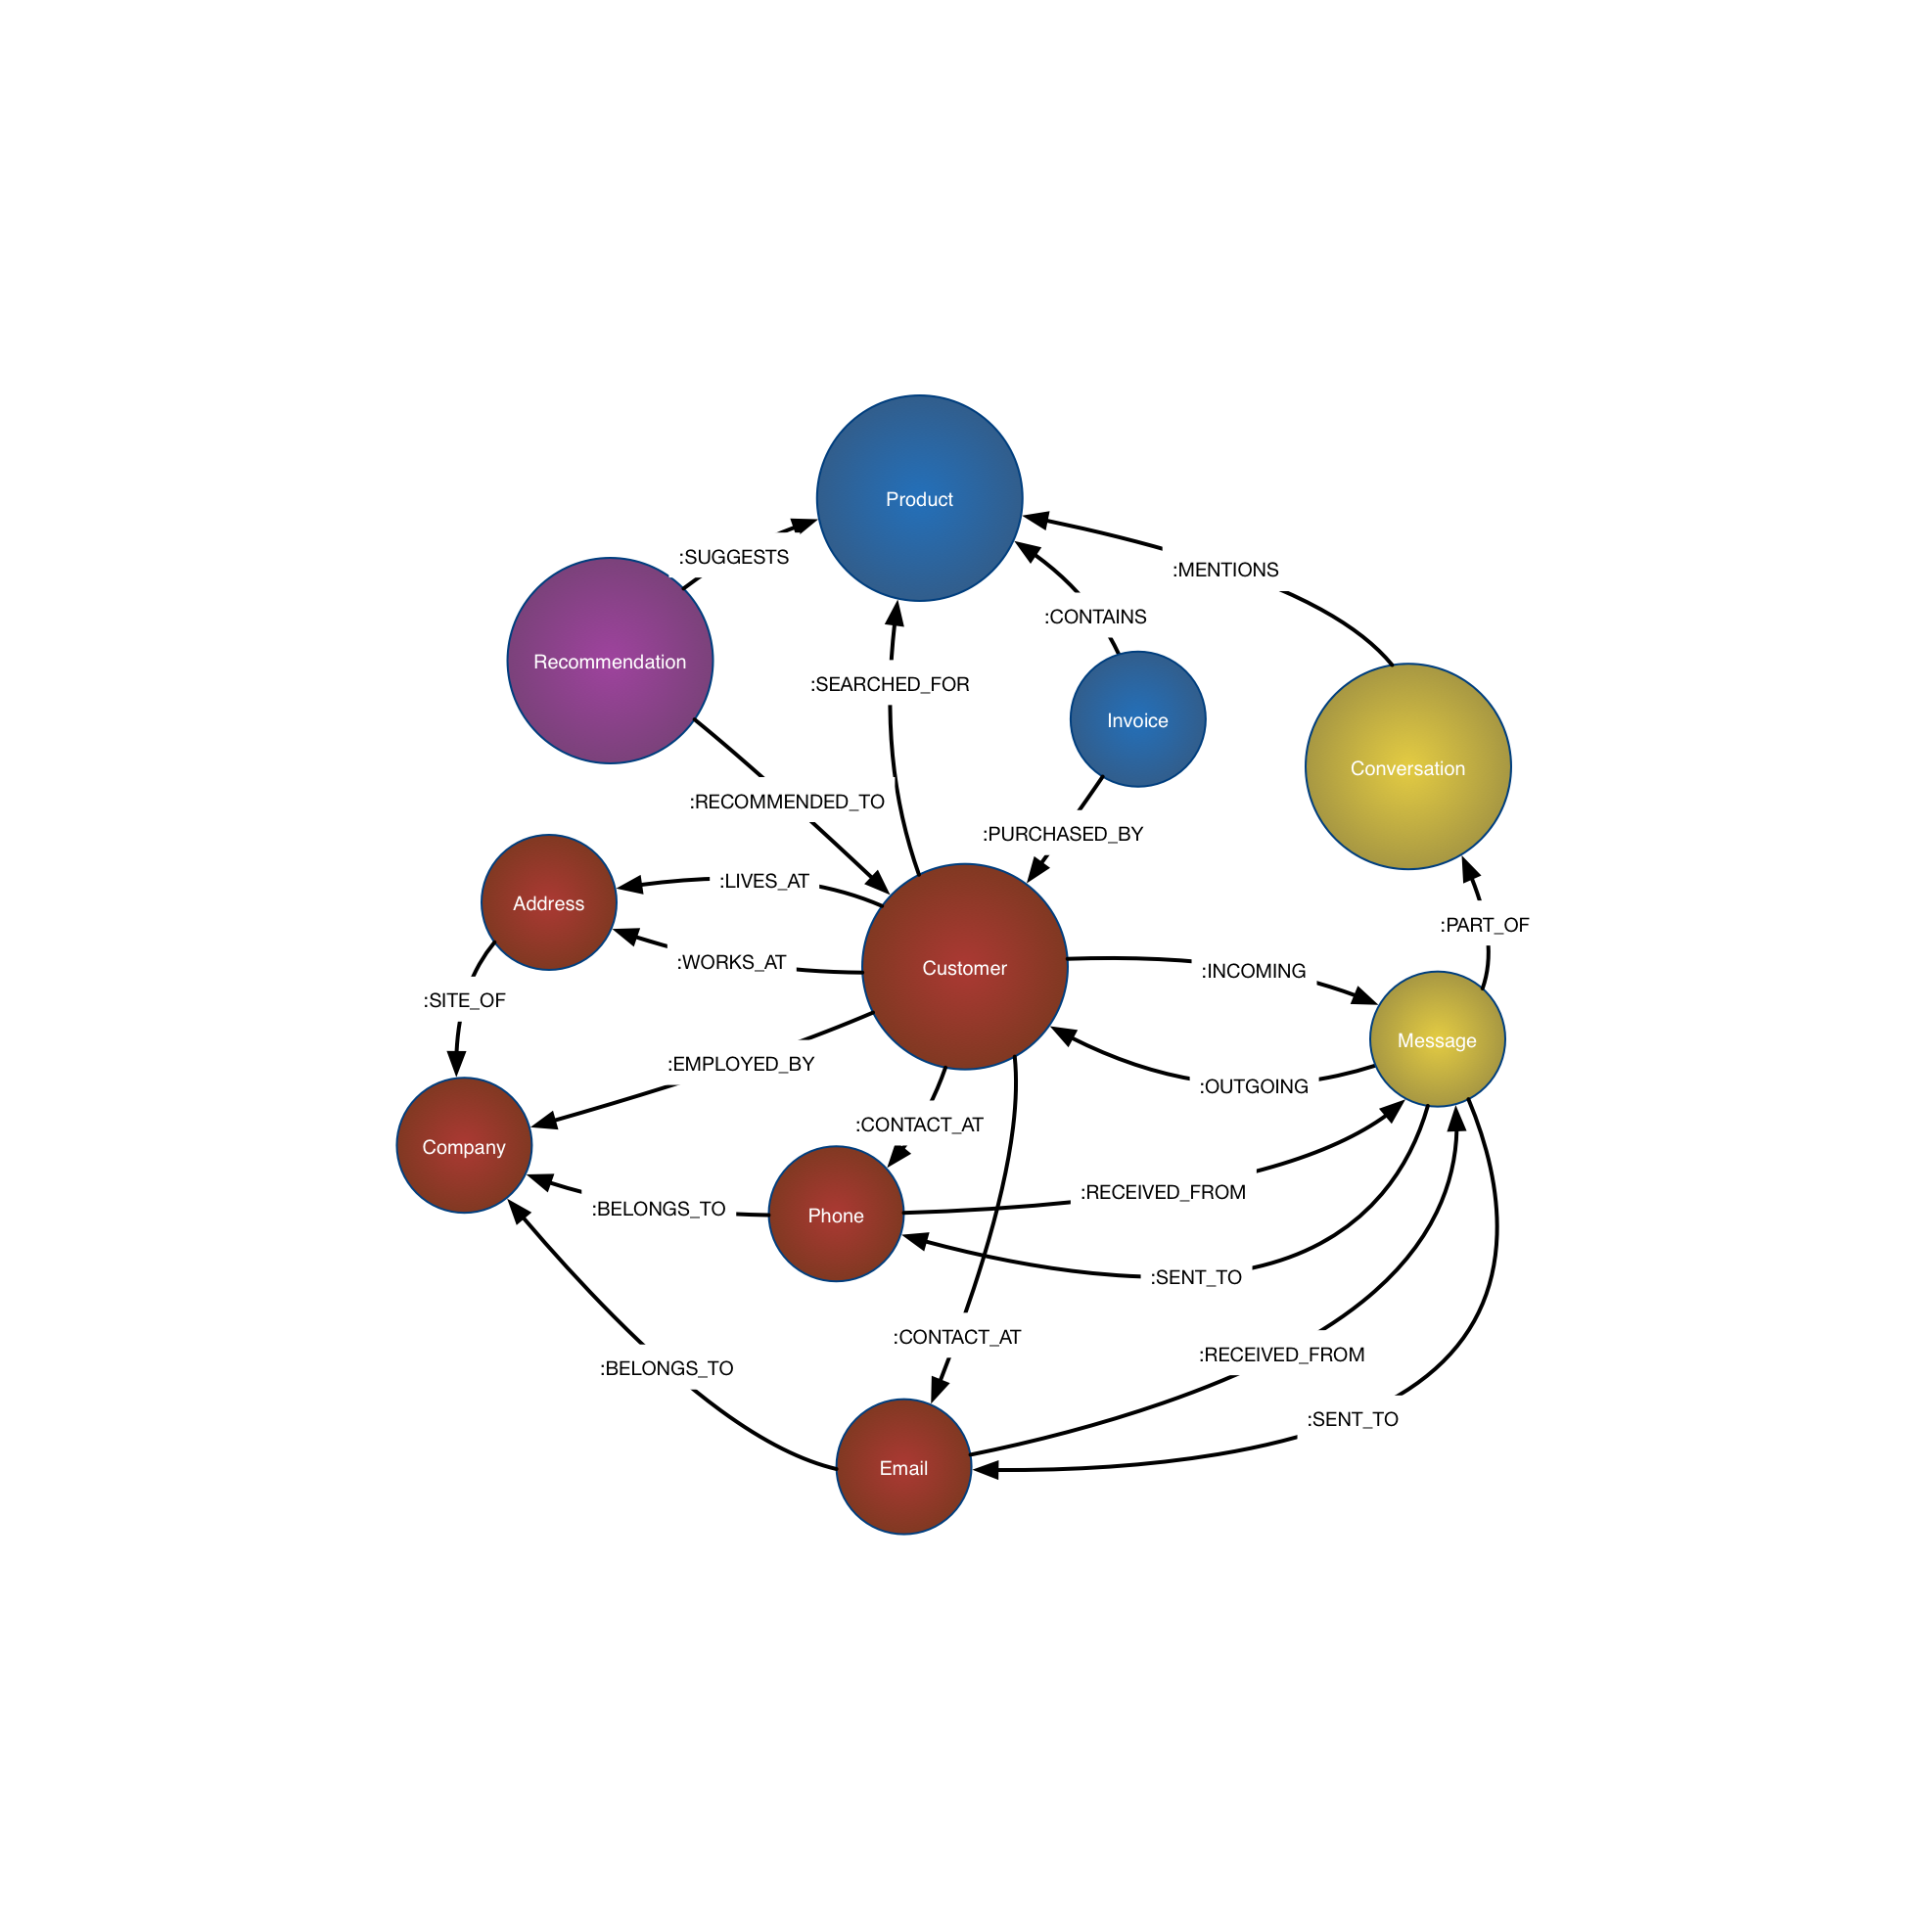 Product
:SUGGESTS
:MENTIONS
:CONTAINS
Recommendation
:SEARCHED_FOR
Invoice
Conversation
:RECOMMENDED_TO
:PURCHASED_BY
:LIVES_AT
Address
:PART_OF
:WORKS_AT
Customer
:INCOMING
:SITE_OF
Message
:EMPLOYED_BY
:OUTGOING
:CONTACT_AT
Company
:RECEIVED_FROM
:BELONGS_TO
Phone
:SENT_TO
:CONTACT_AT
:RECEIVED_FROM
:BELONGS_TO
:SENT_TO
Email